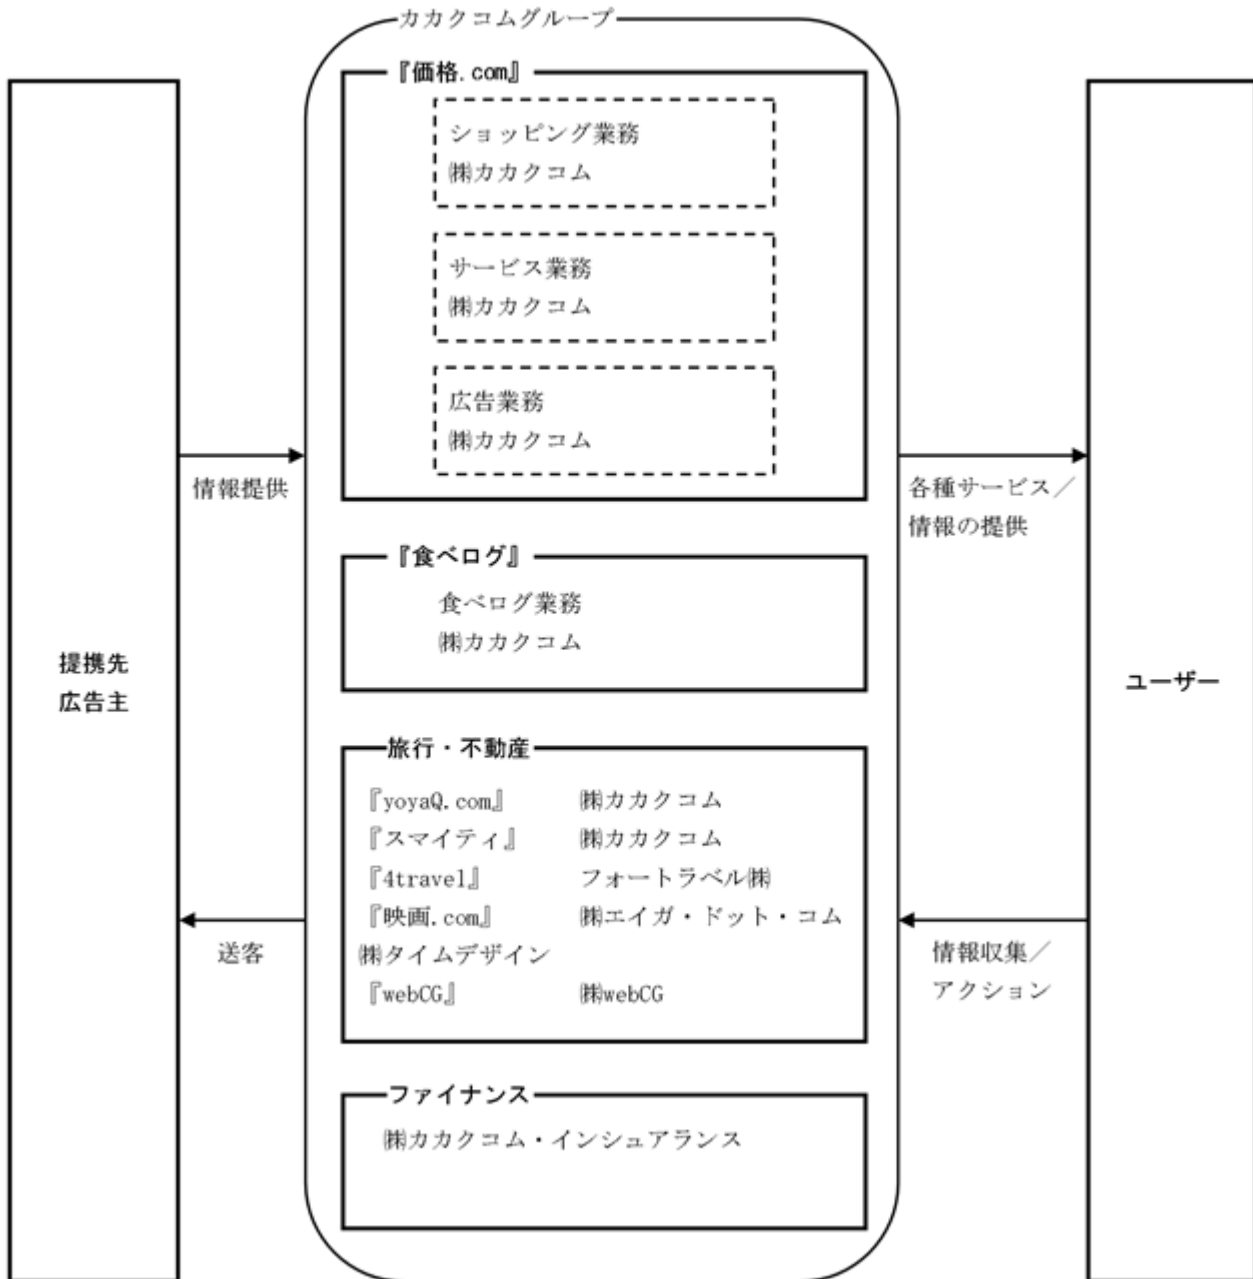 カカクコムグループ
『価格.com』
ショッピング業務
㈱カカクコム
サービス業務
㈱カカクコム
広告業務
㈱カカクコム
情報提供
各種サービス／
情報の提供
『食べログ』
食べログ業務
㈱カカクコム
提携先
広告主
ユーザー
旅行・不動産
『yoyaQ.com』 ㈱カカクコム
『スマイティ』 ㈱カカクコム
『4travel』 フォートラベル㈱
『映画.com』 ㈱エイガ・ドット・コム
㈱タイムデザイン
『webCG』 ㈱webCG
送客
情報収集／
アクション
ファイナンス
㈱カカクコム・インシュアランス